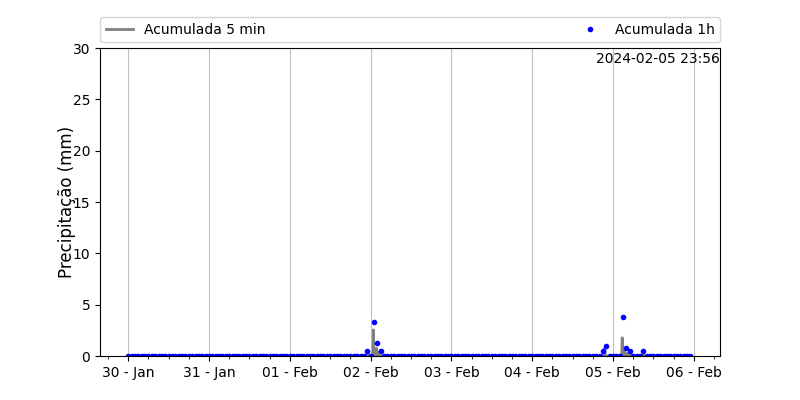 Acumulada 5 min
Acumulada 1h
2024-02-05 23:56
Precipitação (mm)
30
25
20
15
10
5
0
30 - Jan
31 - Jan
01 - Feb
02 - Feb
03 - Feb
04 - Feb
05 - Feb
06 - Feb